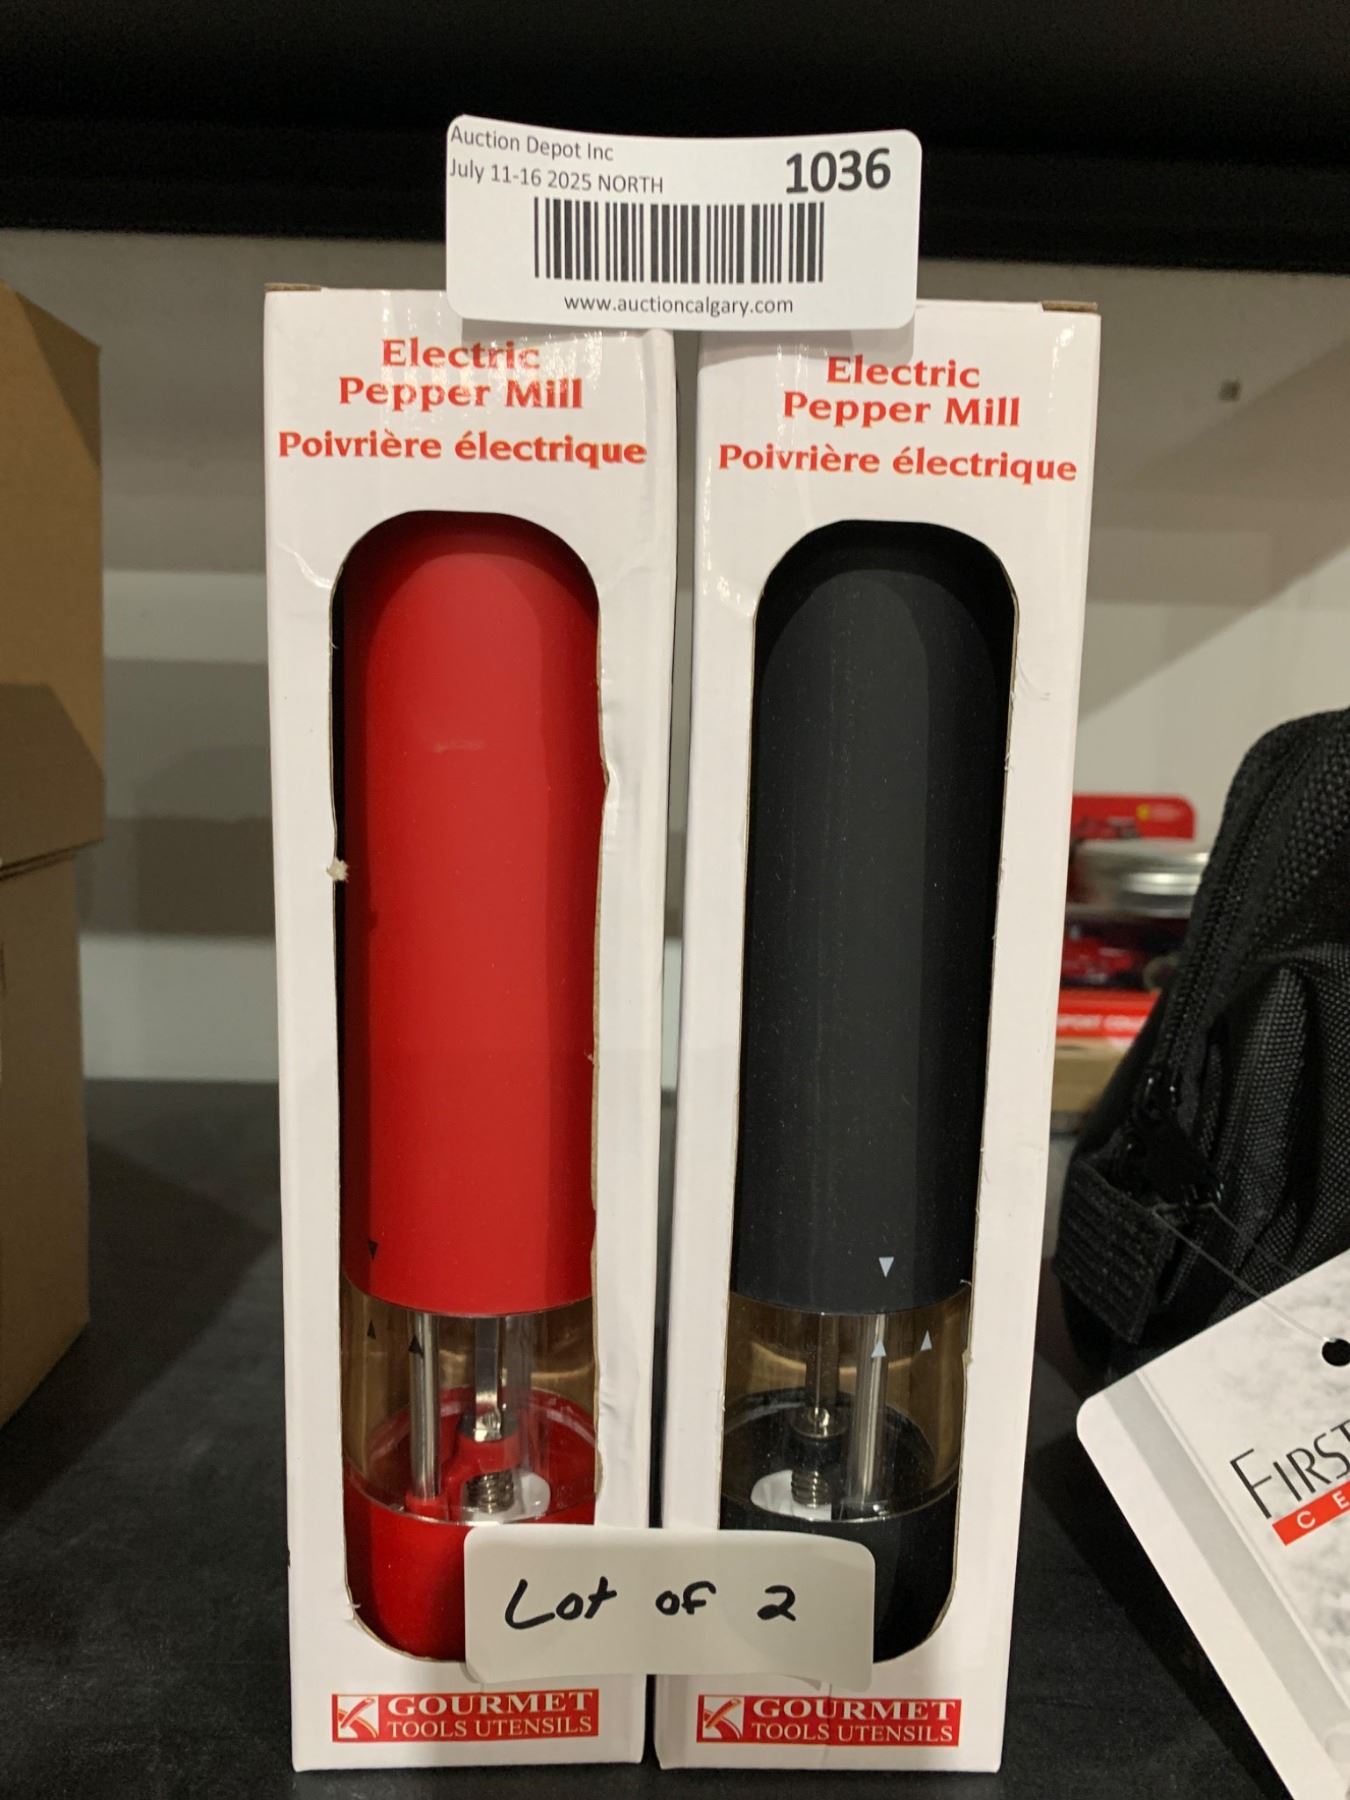 Auction Depot Inc
July 11-16 2025 NORTH
1036
www.auctioncalgary.com
Electric
Pepper Mill
Poivrière électrique
Electric
Pepper Mill
Poivrière électrique
Lot of 2
GOURMET
TOOLS UTENSILS
GOURMET
TOOLS UTENSILS
FIRST